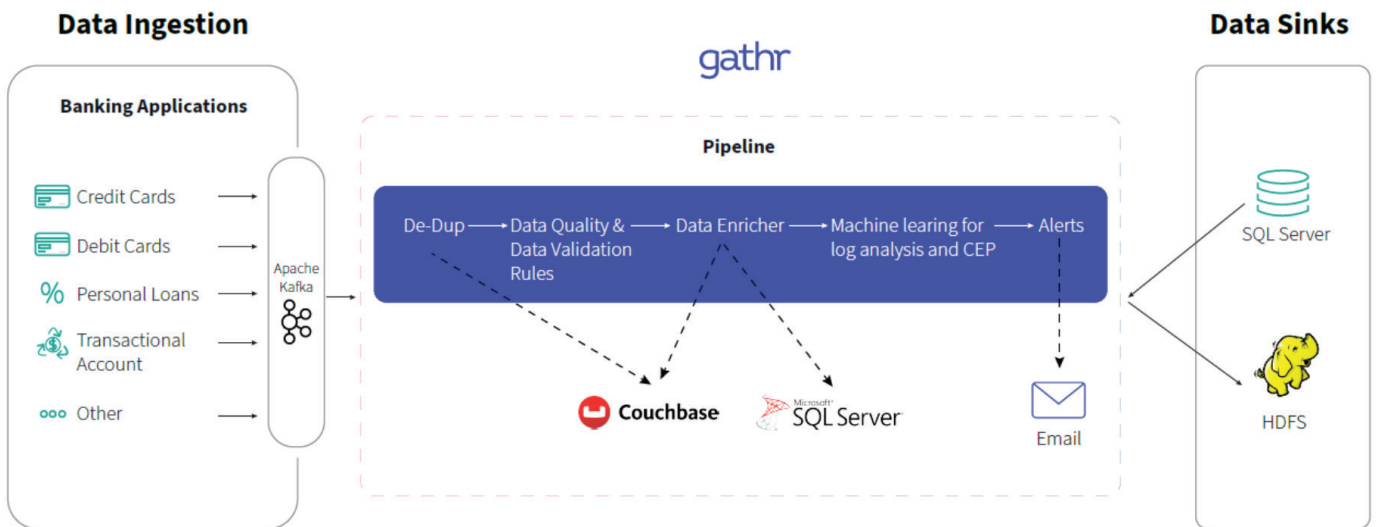 Data Ingestion
Data Sinks
gathr
Banking Applications
Credit Cards
Debit Cards
% Personal Loans
Transactional
Account
Other
Apache
Kafka
Pipeline
De-Dup
Data Quality &
Data Validation
Rules
Data Enricher
Machine learing for
log analysis and CEP
Alerts
Couchbase
Microsoft
SQL Server
Email
SQL Server
HDFS